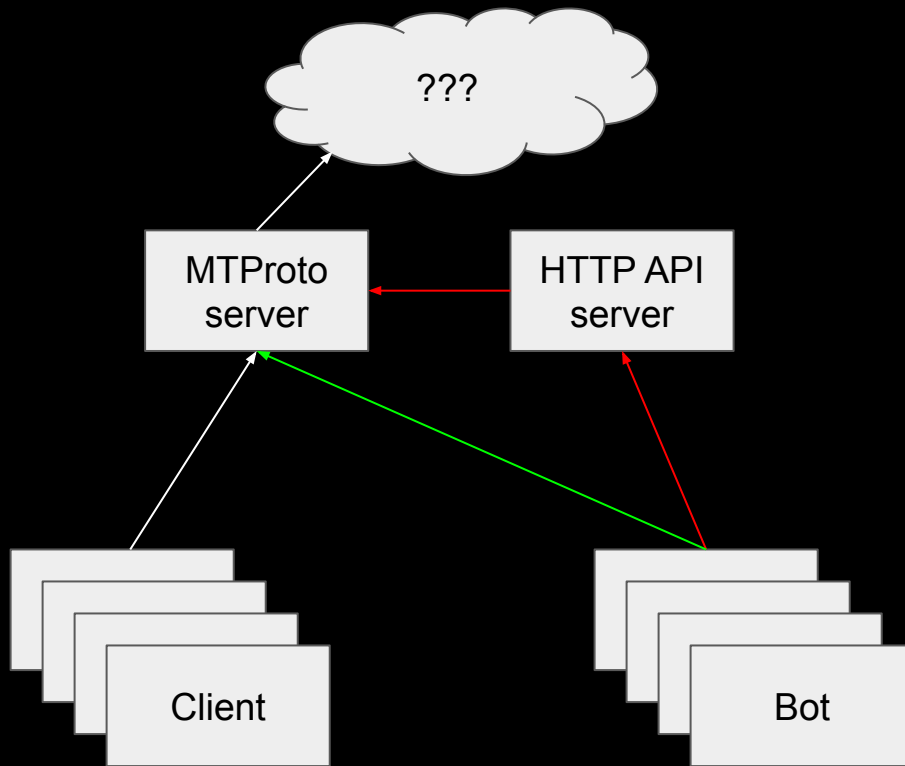 ???
MTProto
server
HTTP API
server
Client
Bot